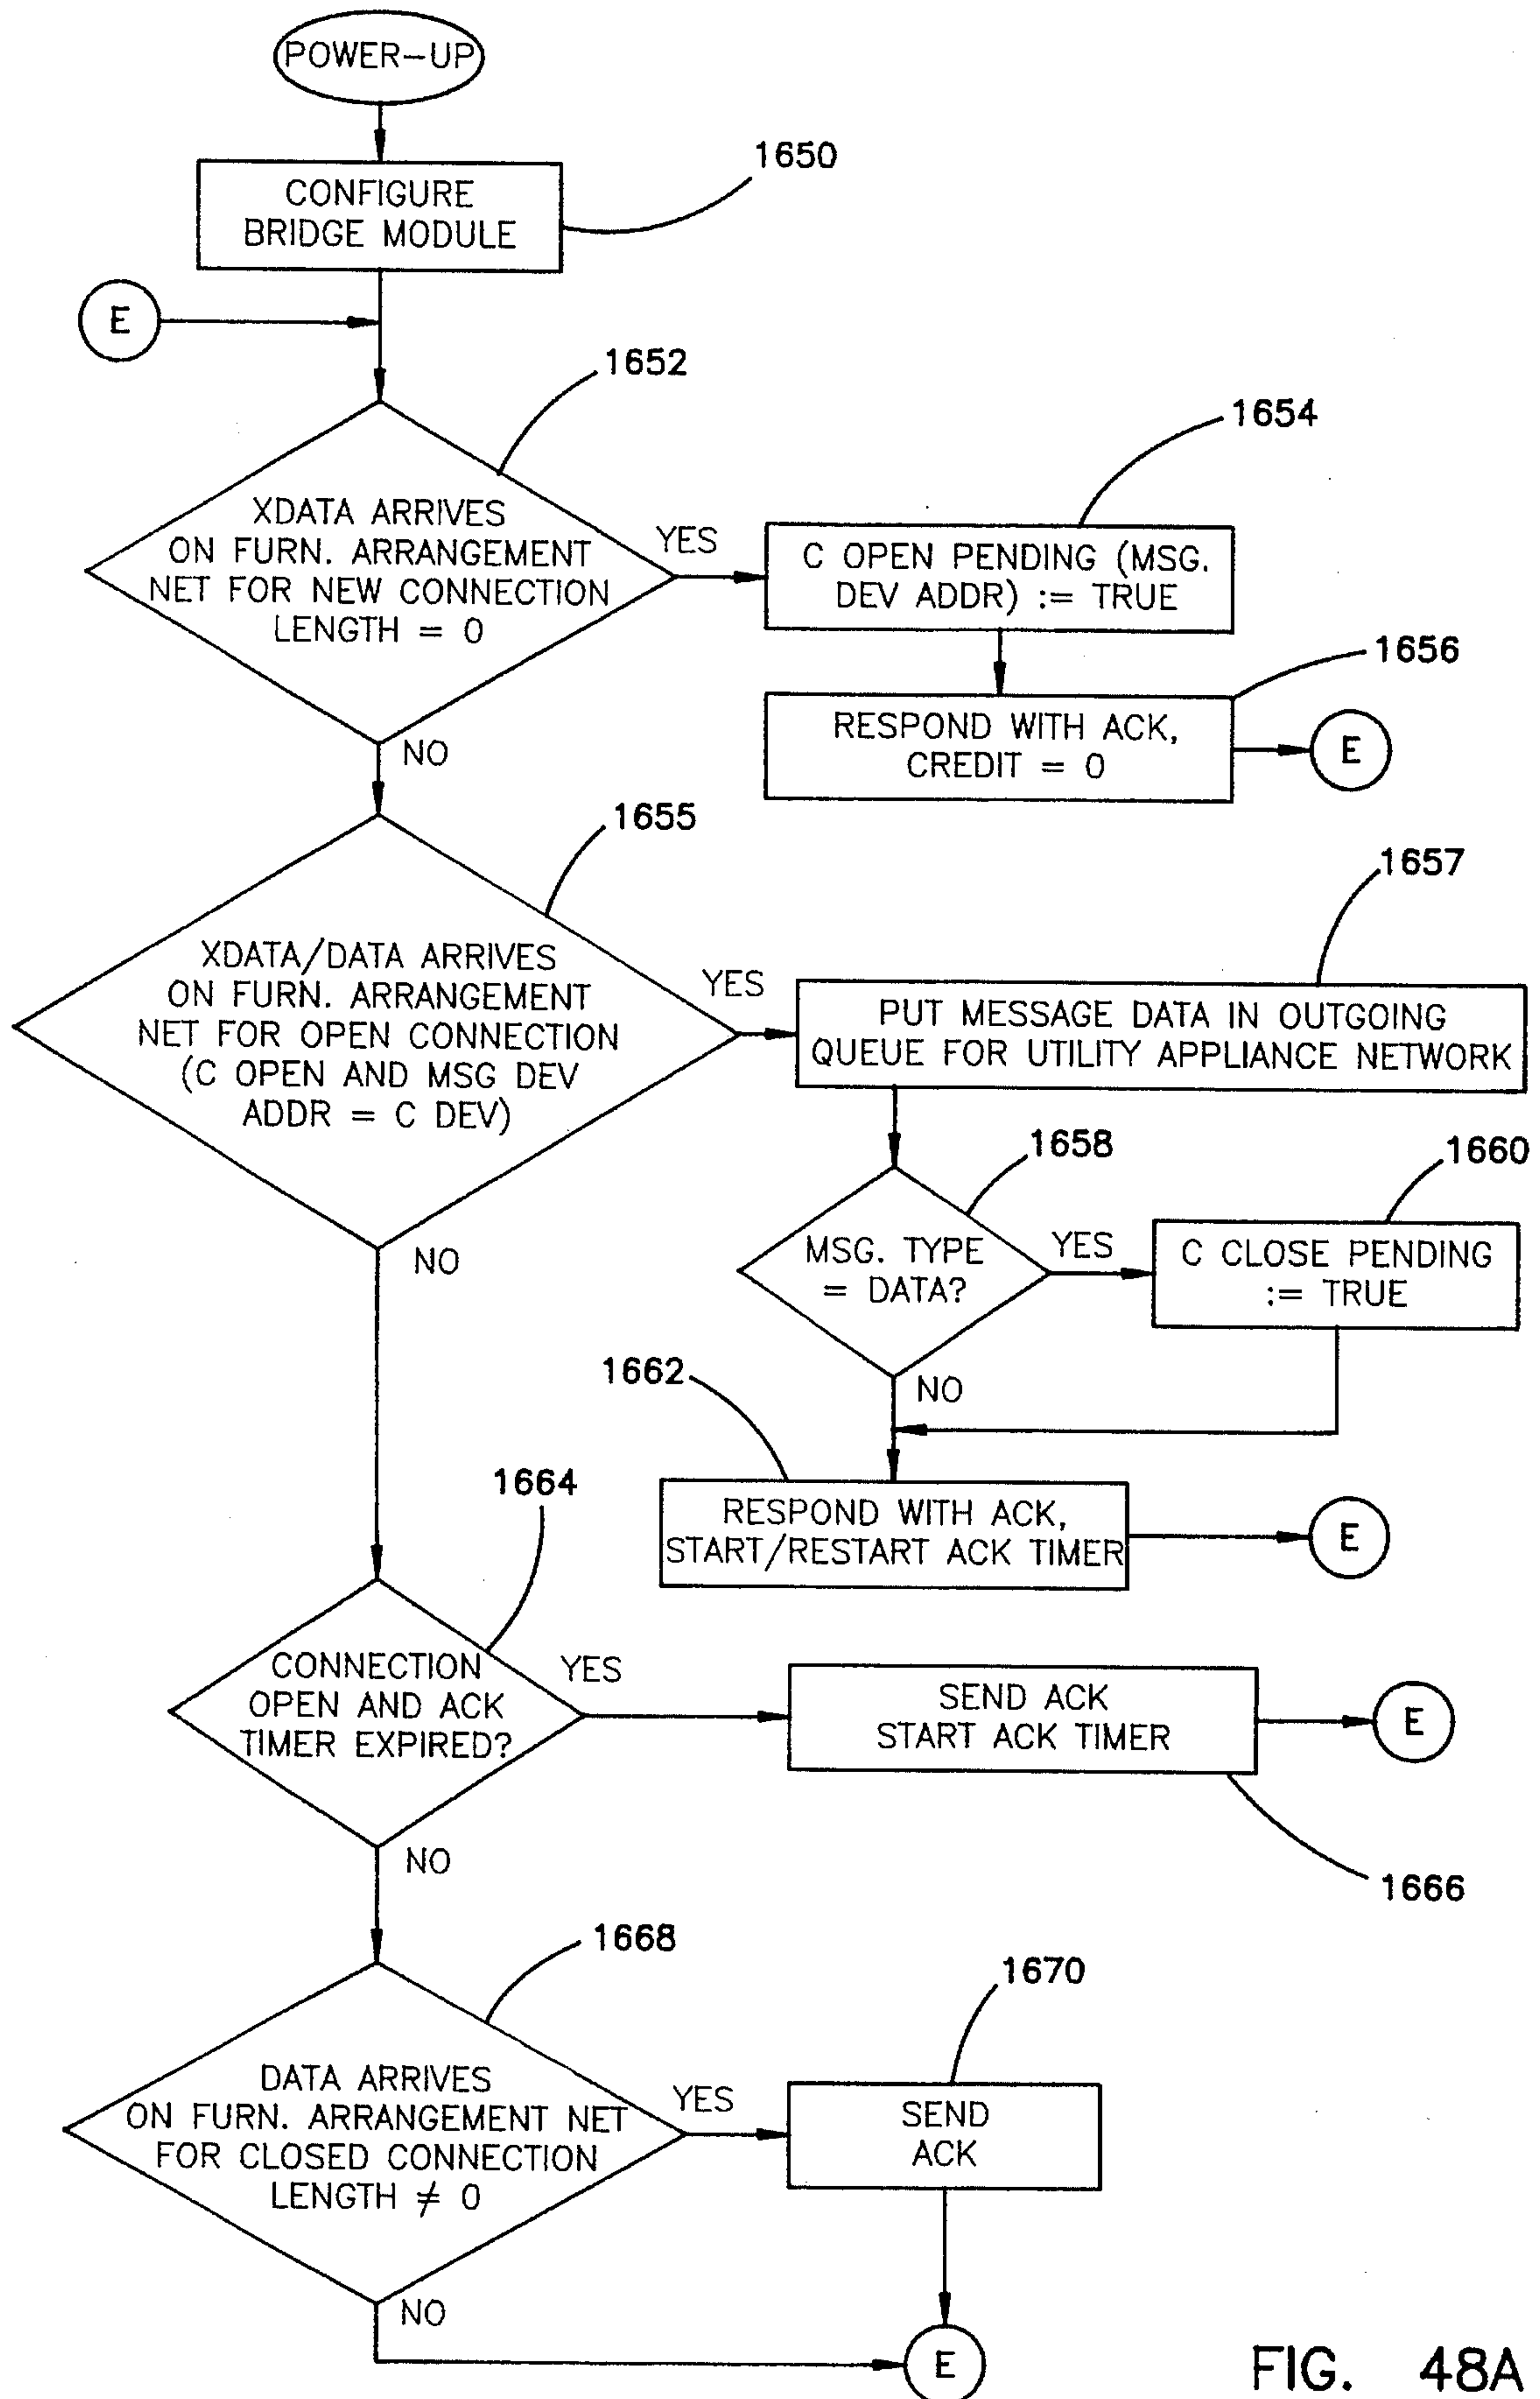 POWER-UP
1650
CONFIGURE
BRIDGE MODULE
E
1652
1654
XDATA ARRIVES
ON FURN. ARRANGEMENT
NET FOR NEW CONNECTION
LENGTH = 0
YES
C OPEN PENDING (MSG.
DEV ADDR) := TRUE
1656
RESPOND WITH ACK,
CREDIT = 0
E
NO
1655
1657
XDATA/DATA ARRIVES
ON FURN. ARRANGEMENT
NET FOR OPEN CONNECTION
(C OPEN AND MSG DEV
ADDR = C DEV)
YES
PUT MESSAGE DATA IN OUTGOING
QUEUE FOR UTILITY APPLIANCE NETWORK
1658
1660
MSG. TYPE
= DATA?
YES
C CLOSE PENDING
:= TRUE
NO
NO
1662
RESPOND WITH ACK,
START/RESTART ACK TIMER
E
1664
CONNECTION
OPEN AND ACK
TIMER EXPIRED?
YES
SEND ACK
START ACK TIMER
E
1666
NO
1668
1670
DATA ARRIVES
ON FURN. ARRANGEMENT NET
FOR CLOSED CONNECTION
LENGTH ≠ 0
YES
SEND
ACK
NO
E
FIG. 48A